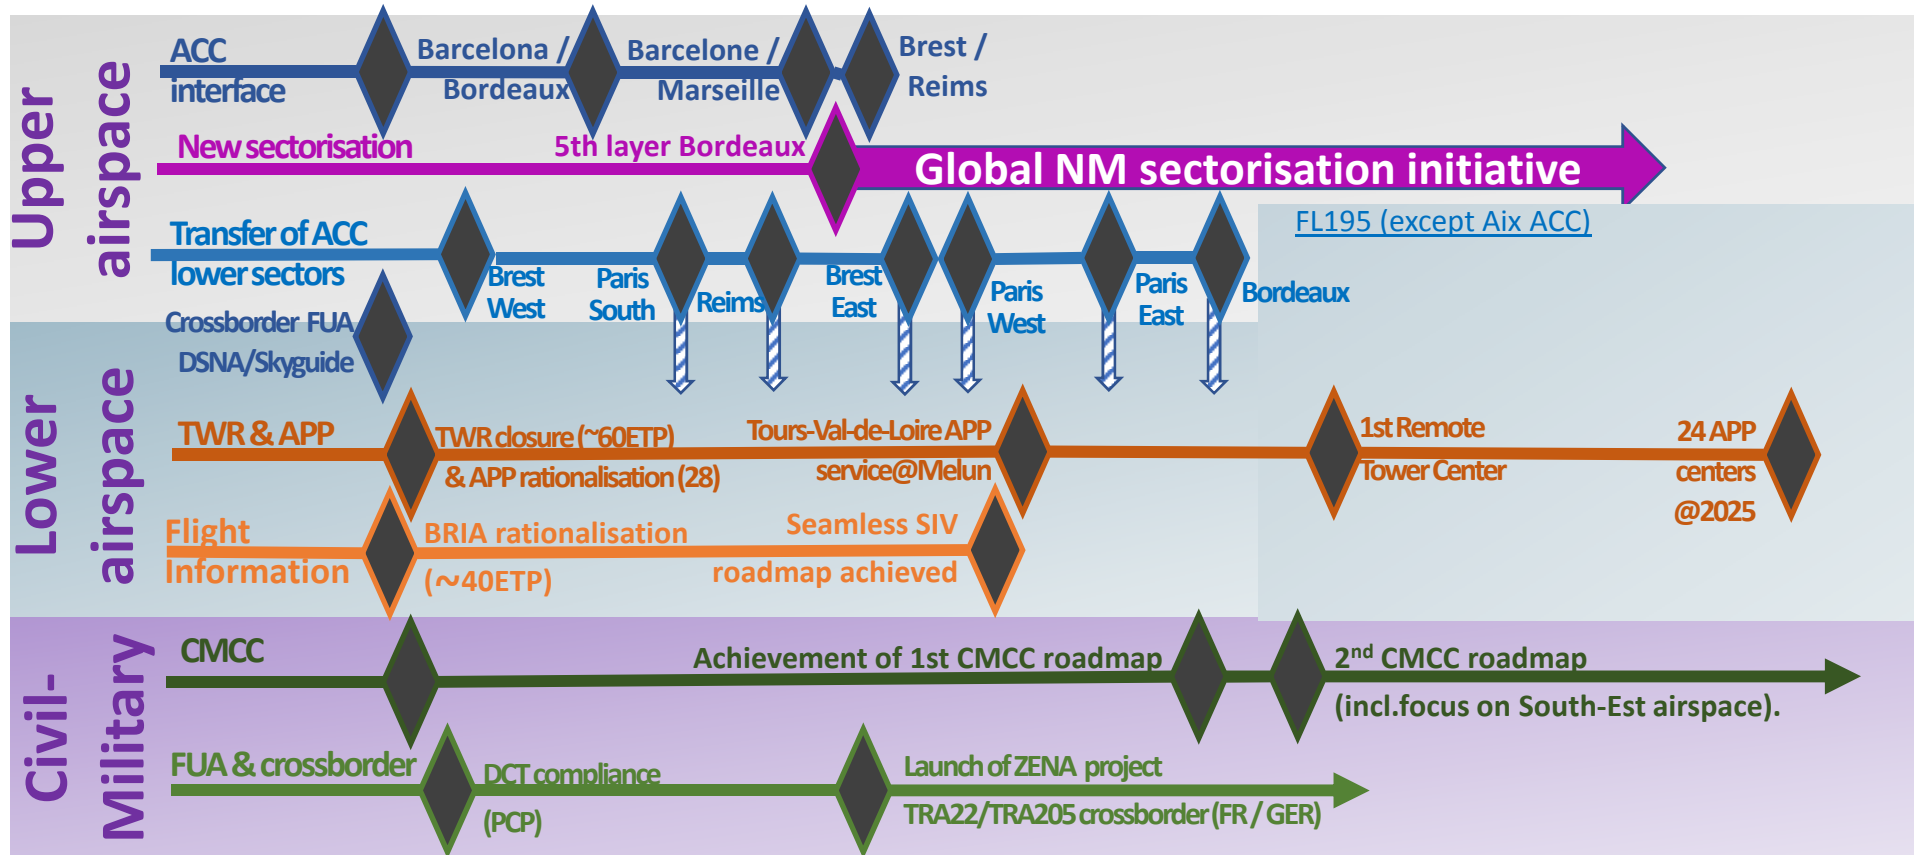 Upper
airspace
ACC
interface
Barcelona /
Bordeaux
Barcelone /
Marseille
Brest /
Reims
New sectorisation
5th layer Bordeaux
Global NM sectorisation initiative
Transfer of ACC
lower sectors
Brest
West
Paris
South
Reims
Brest
East
Paris
West
Paris
East
Bordeaux
FL195 (except Aix ACC)
Crossborder FUA
DSNA/Skyguide
Lower
airspace
TWR & APP
TWR closure (~60ETP)
& APP rationalisation (28)
Tours-Val-de-Loire APP
service@Melun
1st Remote
Tower Center
24 APP
centers
@2025
Flight
Information
BRIA rationalisation
(~40ETP)
Seamless SIV
roadmap achieved
Civil-
Military
CMCC
Achievement of 1st CMCC roadmap
2nd CMCC roadmap
(incl.focus on South-Est airspace).
FUA & crossborder
DCT compliance
(PCP)
Launch of ZENA project
TRA22/TRA205 crossborder (FR / GER)